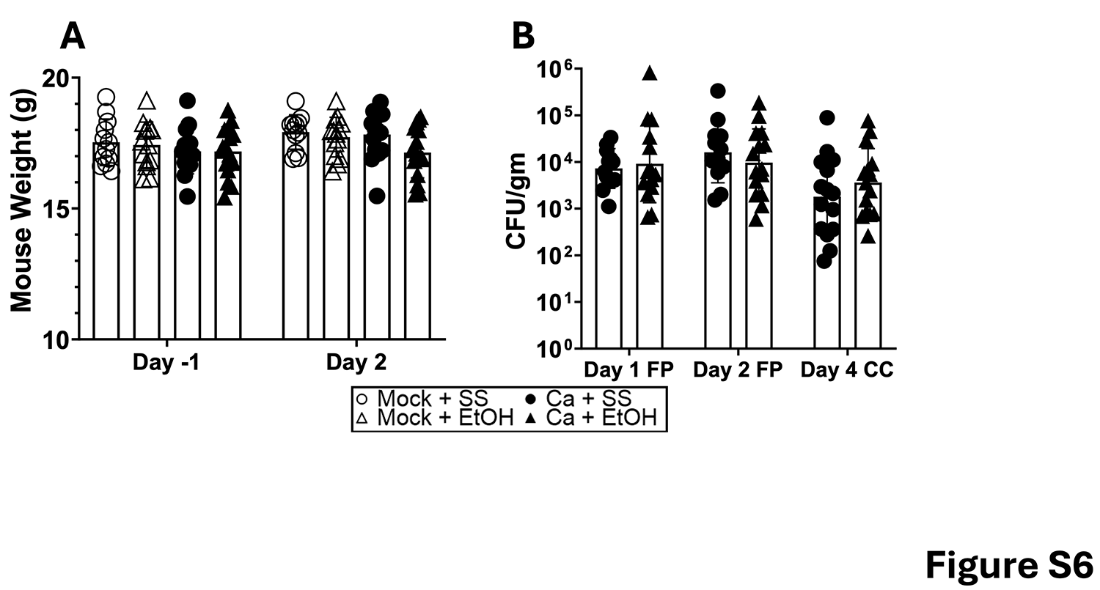 A
B
Mouse Weight (g)
20
15
10
Day -1
Day 2
CFU/gm
10⁶
10⁵
10⁴
10³
10²
10¹
10⁰
Day 1 FP
Day 2 FP
Day 4 CC
○ Mock + SS ● Ca + SS
△ Mock + EtOH ▲ Ca + EtOH
Figure S6